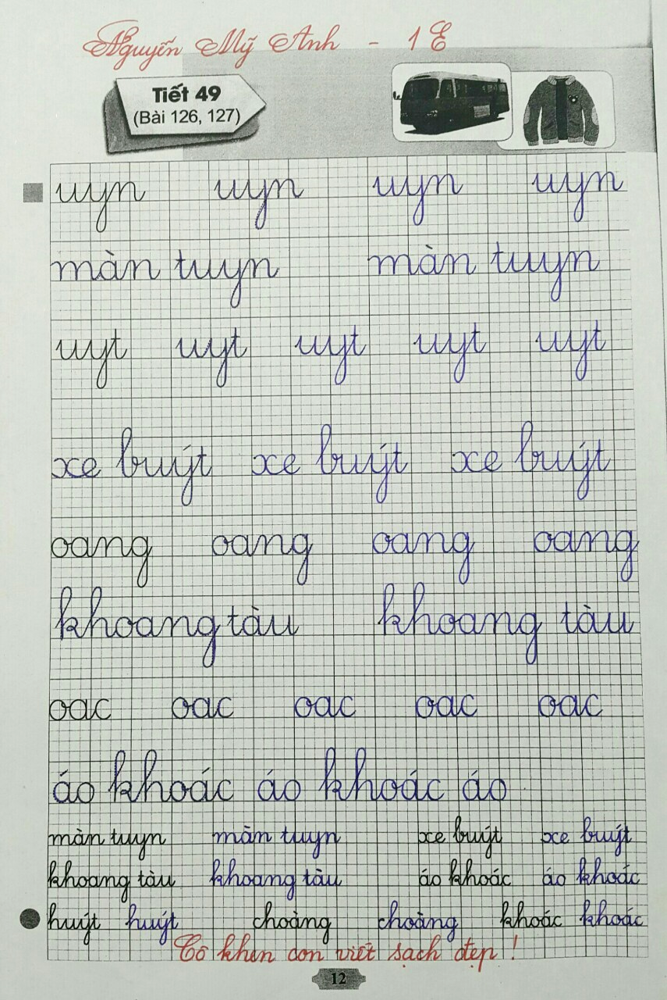 Nguyễn Mỹ Anh - 1E
Tiết 49
(Bài 126, 127)
uyn uyn uyn uyn
màn tuyn màn tuyn
uyt uyt uyt uyt uyt
xe buýt xe buýt xe buýt
oang oang oang oang
khoang tàu khoang tàu
oac oac oac oac oac
áo khoác áo khoác áo
màn tuyn màn tuyn xe buýt xe buýt
khoang tàu khoang tàu áo khoác áo khoác
huýt huýt choàng choàng khoác khoác
Cô khen con viết sạch đẹp !
12